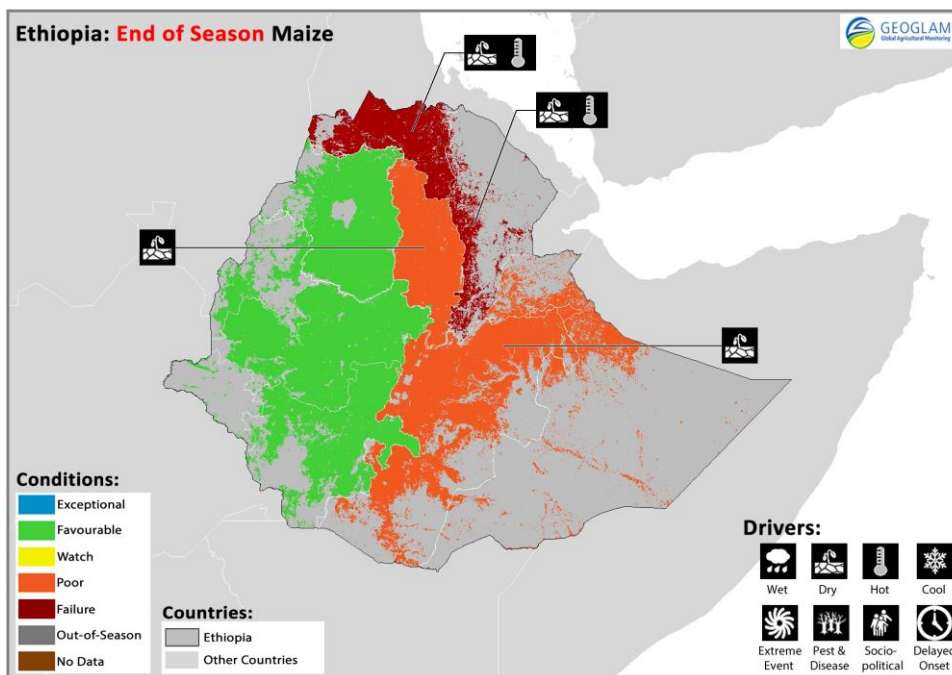 Ethiopia: End of Season Maize
GEOGLAM
Global Agricultural Monitoring
Conditions:
Exceptional
Favourable
Watch
Poor
Failure
Out-of-Season
No Data
Countries:
Ethiopia
Other Countries
Drivers:
Wet
Dry
Hot
Cool
Extreme
Event
Pest &
Disease
Socio-
political
Delayed
Onset